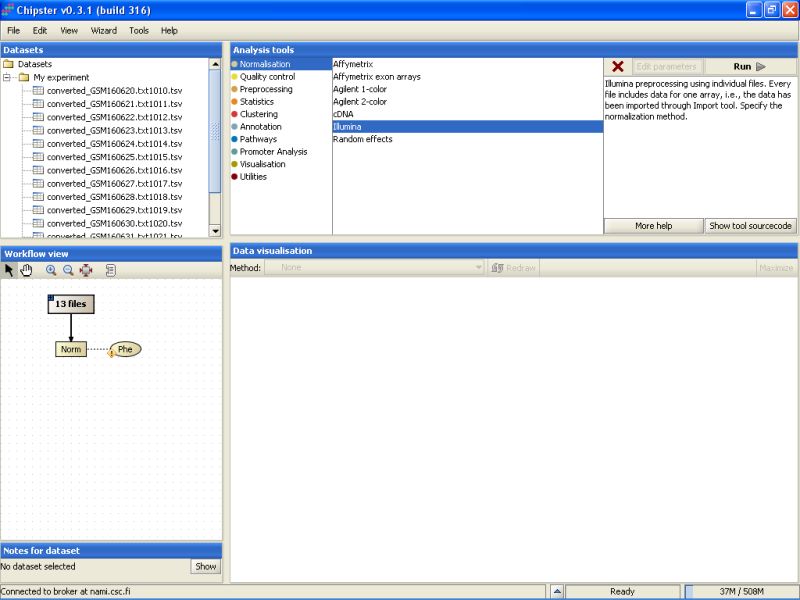 Chipster v0.3.1 (build 316)
File Edit View Wizard Tools Help
Datasets
Datasets
My experiment
converted_GSM160620.txt1010.tsv
converted_GSM160621.txt1011.tsv
converted_GSM160622.txt1012.tsv
converted_GSM160623.txt1013.tsv
converted_GSM160624.txt1014.tsv
converted_GSM160625.txt1015.tsv
converted_GSM160626.txt1016.tsv
converted_GSM160627.txt1017.tsv
converted_GSM160628.txt1018.tsv
converted_GSM160629.txt1019.tsv
converted_GSM160630.txt1020.tsv
converted_GSM160631.txt1021.tsv
Analysis tools
Normalisation
Quality control
Preprocessing
Statistics
Clustering
Annotation
Pathways
Promoter Analysis
Visualisation
Utilities
Affymetrix
Affymetrix exon arrays
Agilent 1-color
Agilent 2-color
cDNA
Illumina
Random effects
Edit parameters
Run
Illumina preprocessing using individual files. Every
file includes data for one array, i.e., the data has
been imported through Import tool. Specify the
normalization method.
More help
Show tool sourcecode
Workflow view
13 files
Norm
Phe
Data visualisation
Method:
None
Redraw
Maximize
Notes for dataset
No dataset selected
Show
Connected to broker at nami.csc.fi
Ready
37M / 508M